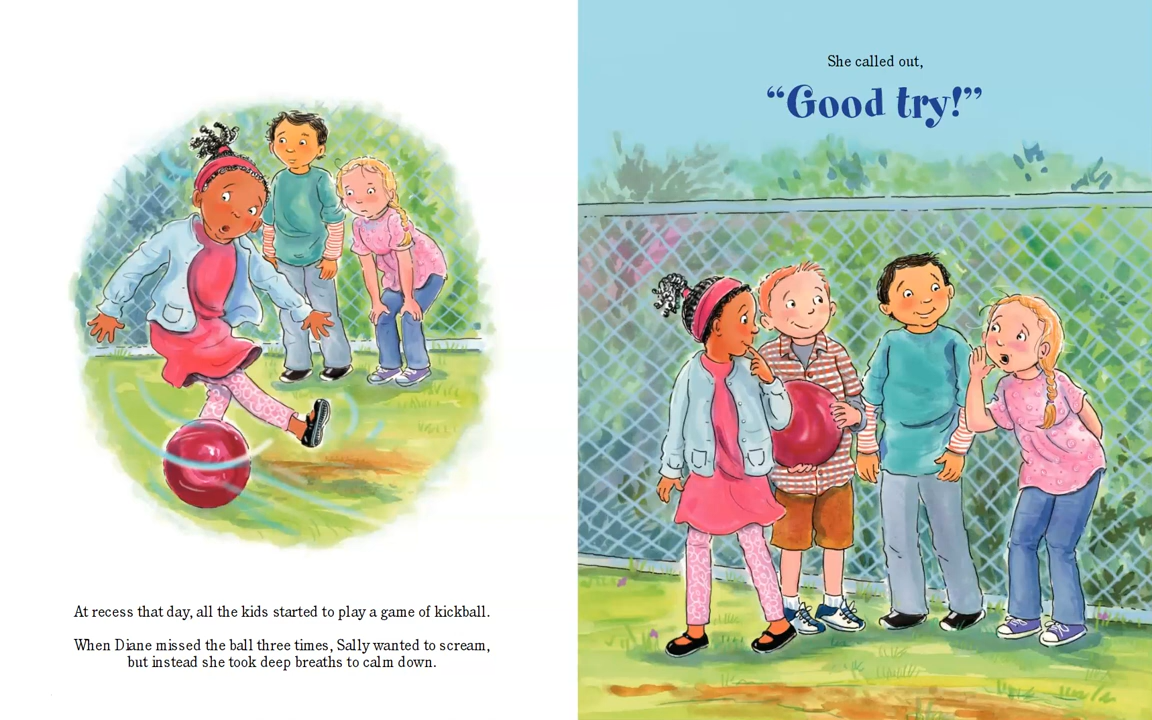 At recess that day, all the kids started to play a game of kickball.
When Diane missed the ball three times, Sally wanted to scream,
but instead she took deep breaths to calm down.
She called out,
“Good try!”